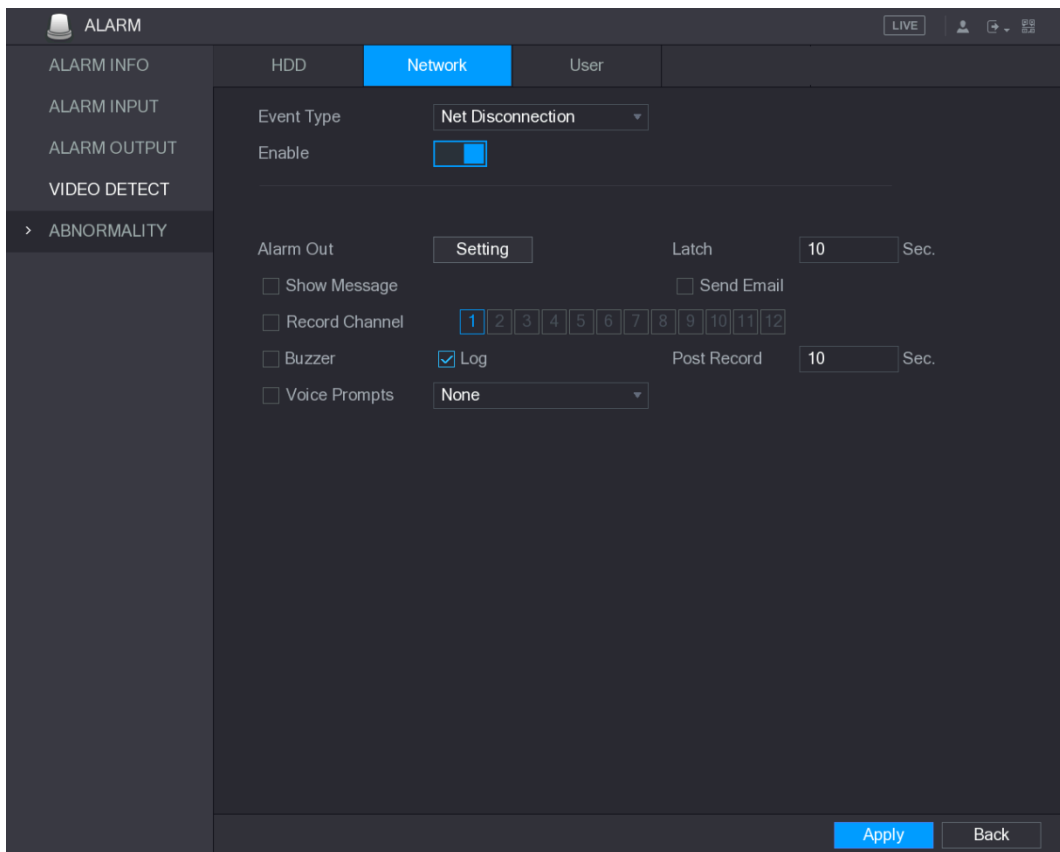 ALARM
LIVE
ALARM INFO
ALARM INPUT
ALARM OUTPUT
VIDEO DETECT
> ABNORMALITY
HDD Network User
Event Type Net Disconnection
Enable
Alarm Out Setting Latch 10 Sec.
Show Message Send Email
Record Channel 1 2 3 4 5 6 7 8 9 10 11 12
Buzzer Log Post Record 10 Sec.
Voice Prompts None
Apply Back